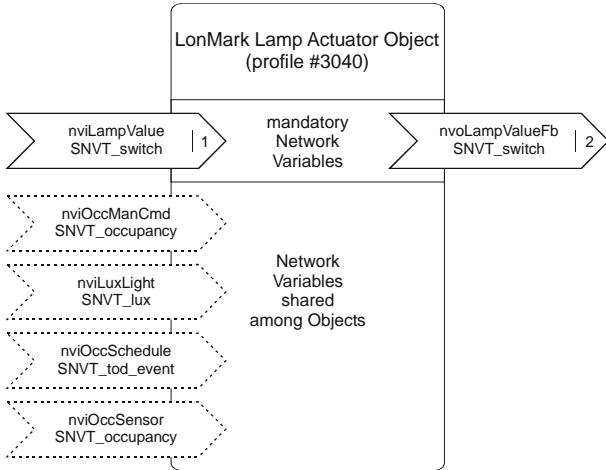 LonMark Lamp Actuator Object
(profile #3040)
nviLampValue
SNVT_switch
1
mandatory
Network
Variables
nvoLampValueFb
SNVT_switch
2
nviOccManCmd
SNVT_occupancy
nviLuxLight
SNVT_lux
nviOccSchedule
SNVT_tod_event
nviOccSensor
SNVT_occupancy
Network
Variables
shared
among Objects